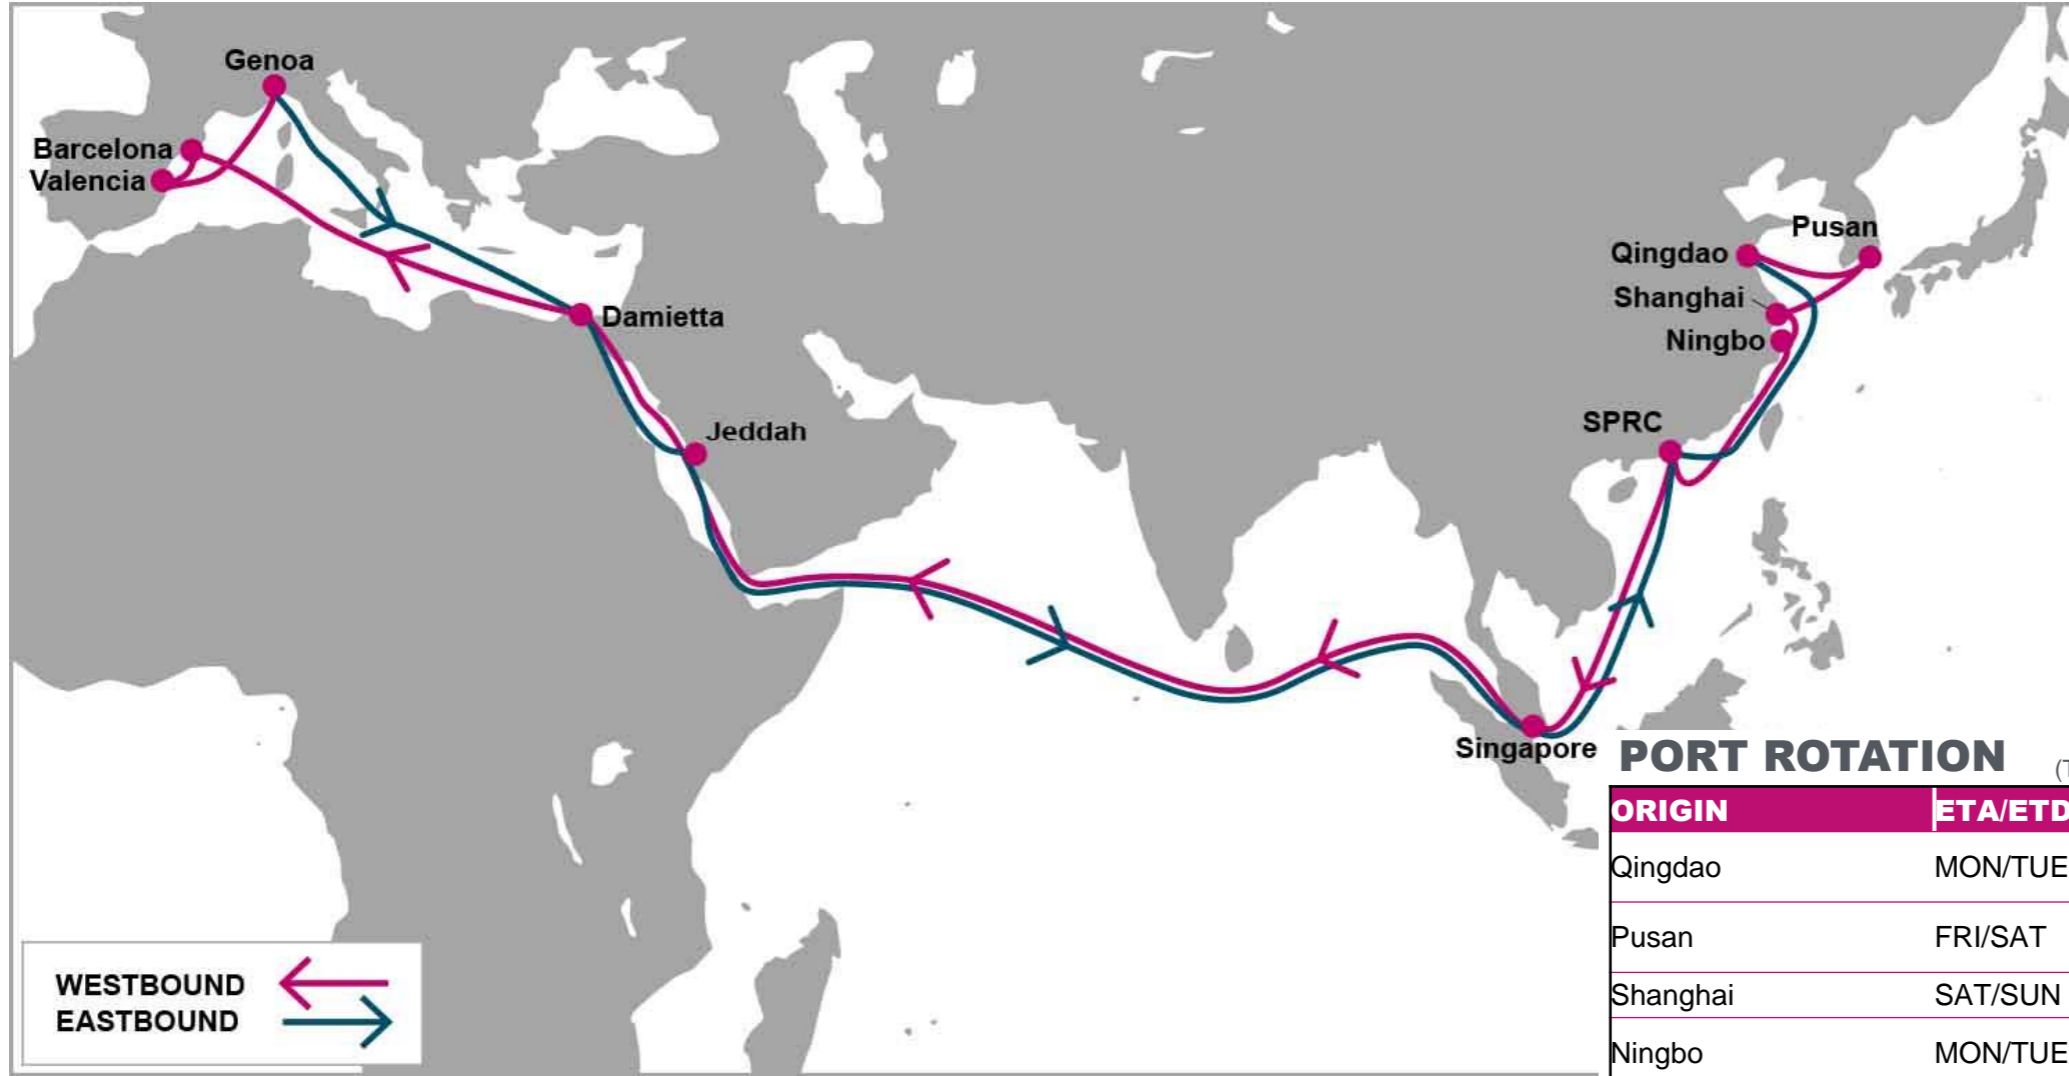 Genoa
Barcelona
Valencia
Damietta
Jeddah
Pusan
Qingdao
Shanghai
Ningbo
SPRC
Singapore
WESTBOUND
EASTBOUND
PORT ROTATION (T
ORIGIN ETA/ETD
Qingdao MON/TUE
Pusan FRI/SAT
Shanghai SAT/SUN
Ningbo MON/TUE